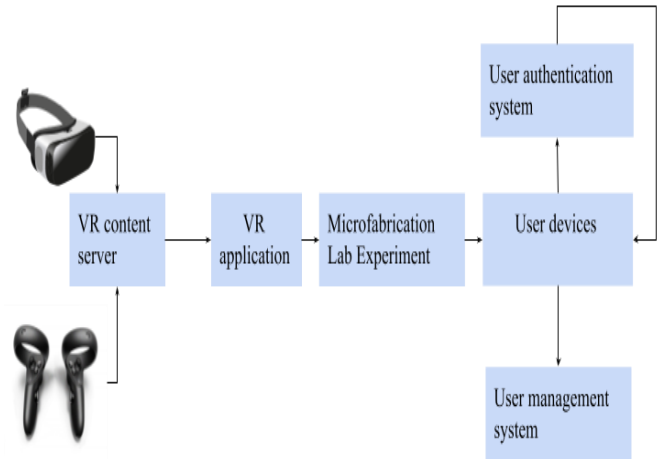 User authentication
system
VR content
server
VR
application
Microfabrication
Lab Experiment
User devices
User management
system